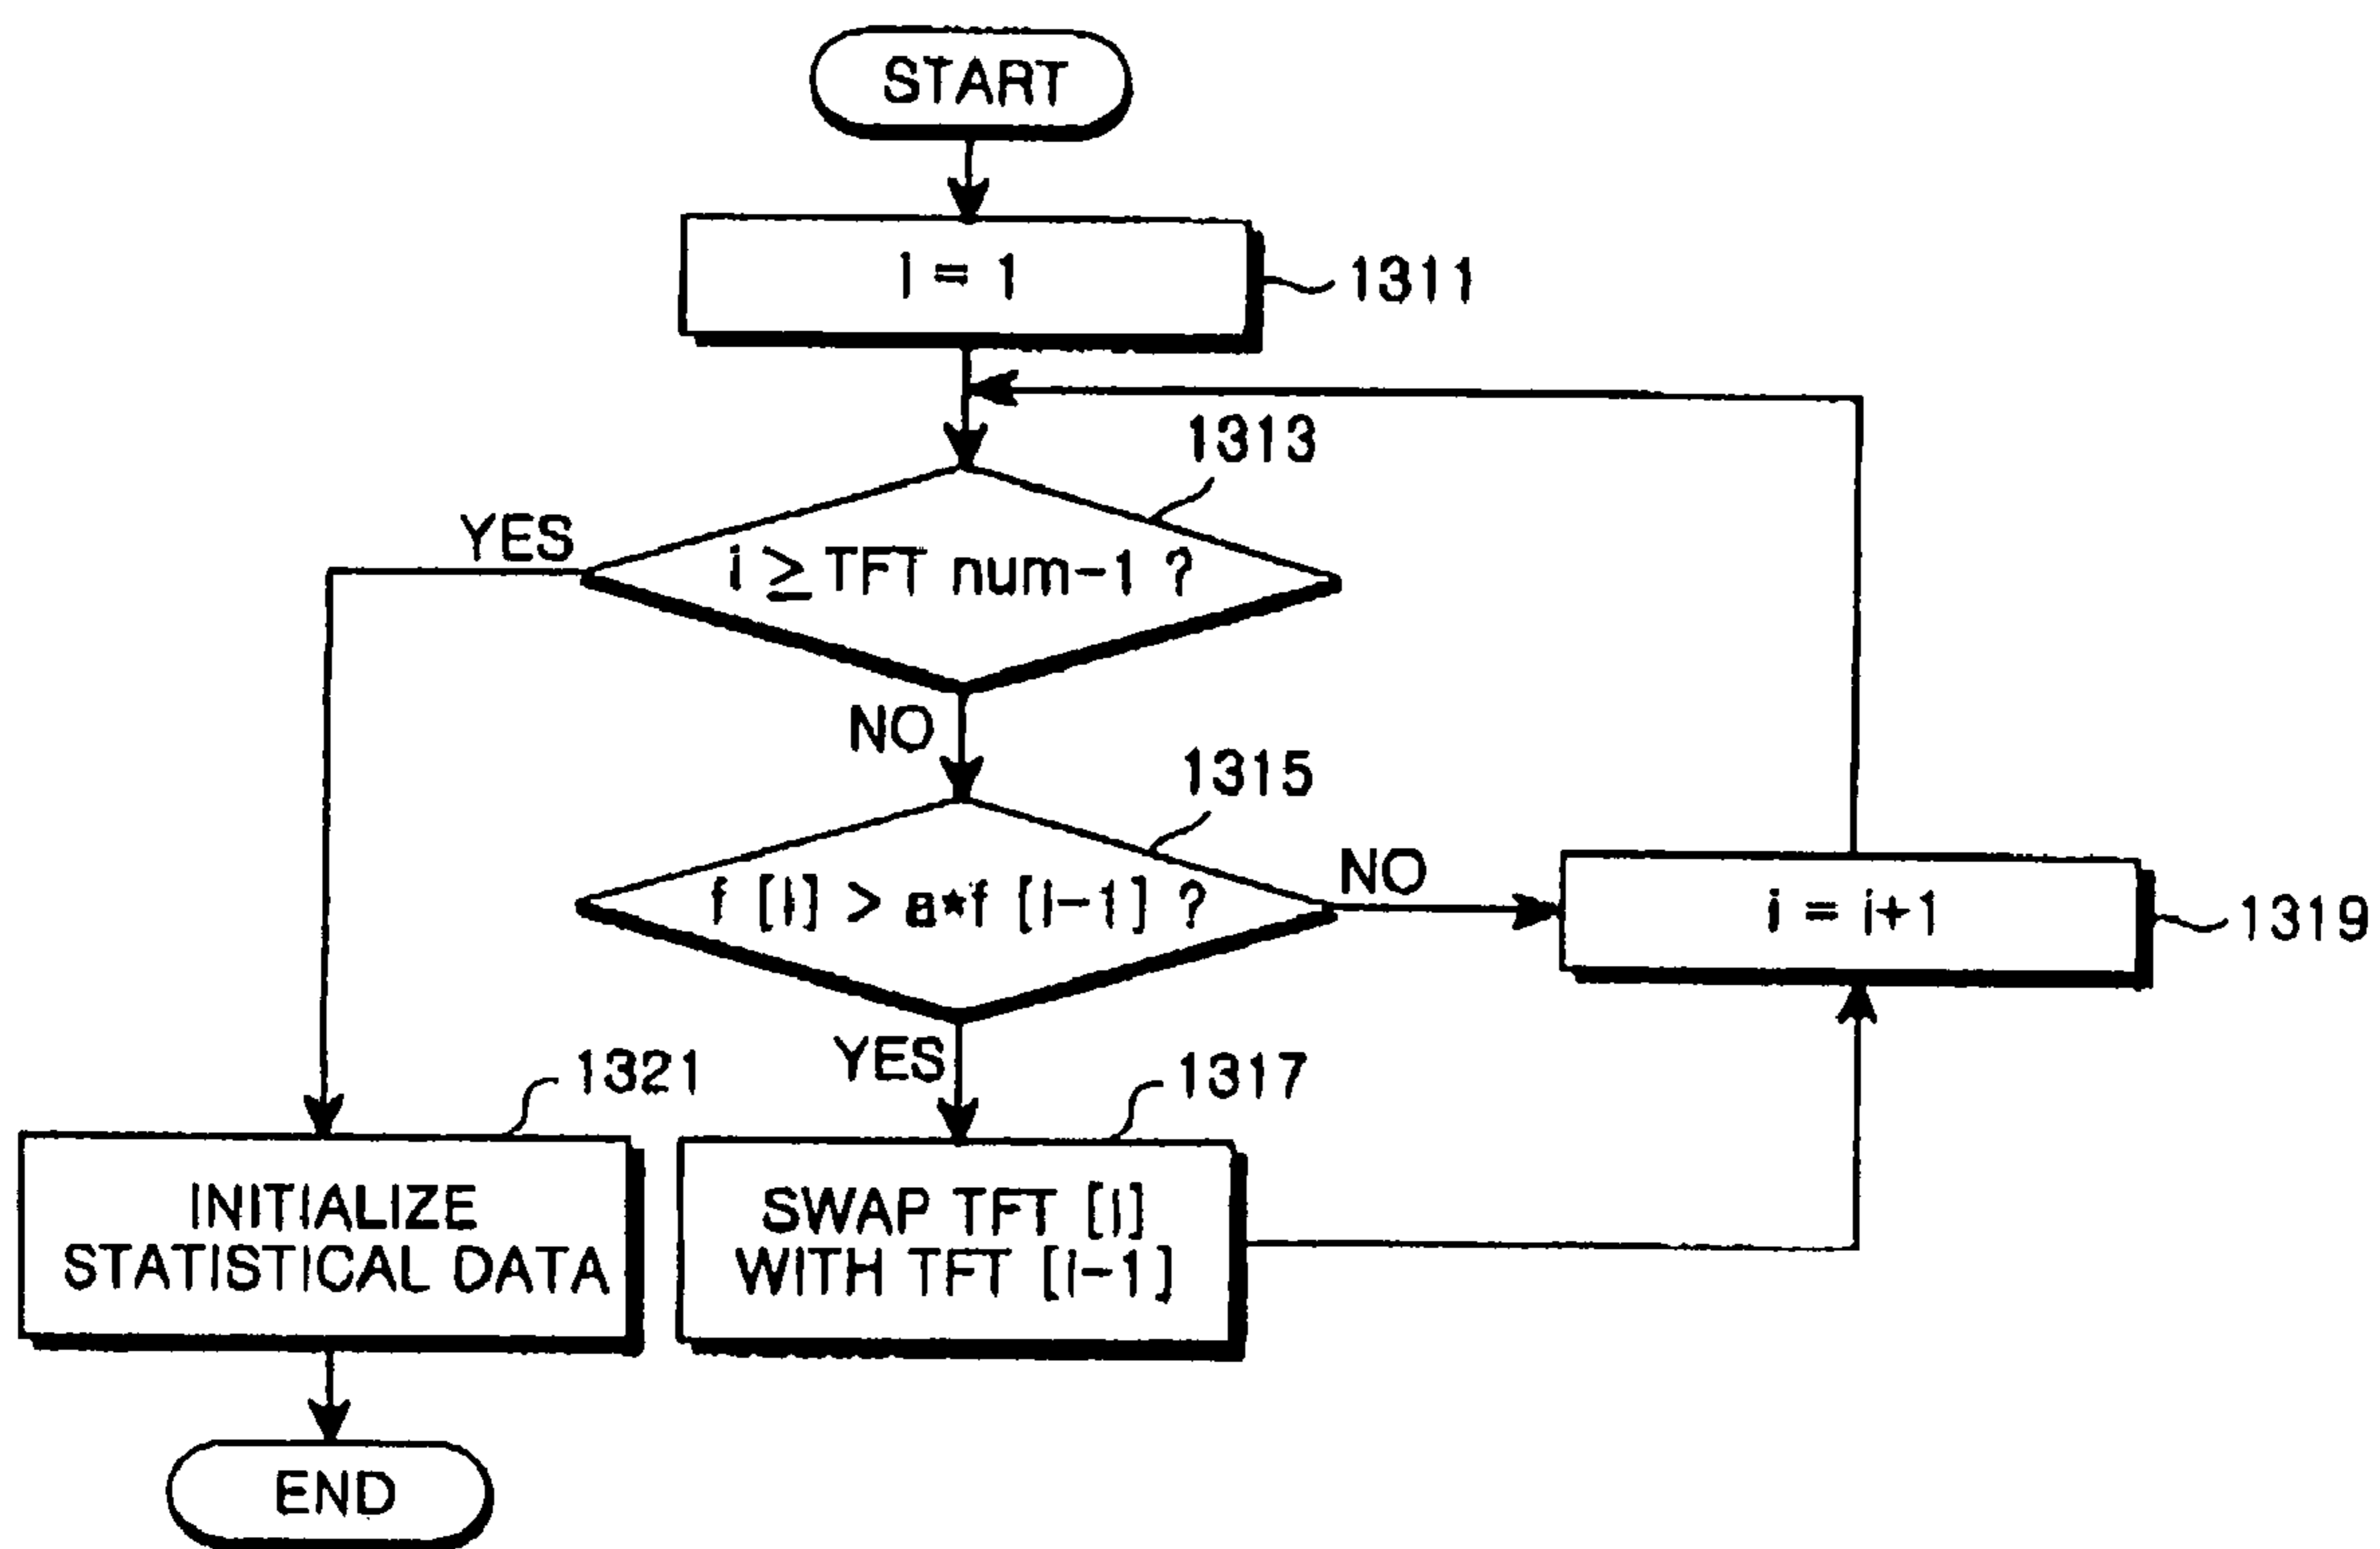 START
i = 1
1311
1313
YES
i ≥ TFT num-1 ?
NO
1315
f [i] > a★f [i-1] ?
NO
i = i+1
1319
YES
1321
1317
INITIALIZE
STATISTICAL DATA
SWAP TFT [i]
WITH TFT [i-1]
END